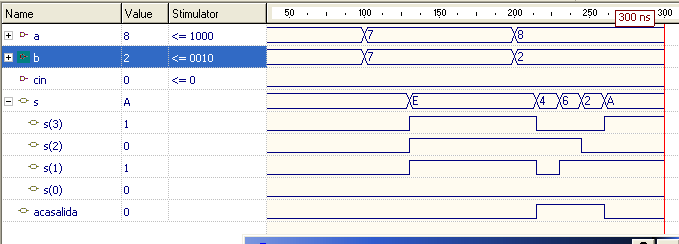 Name Value Stimulator 50 100 150 200 250 300
300 ns
a 8 <= 1000 7 8
b 2 <= 0010 7 2
cin 0 <= 0
s A E 4 6 2 A
s(3) 1
s(2) 0
s(1) 1
s(0) 0
acasalida 0